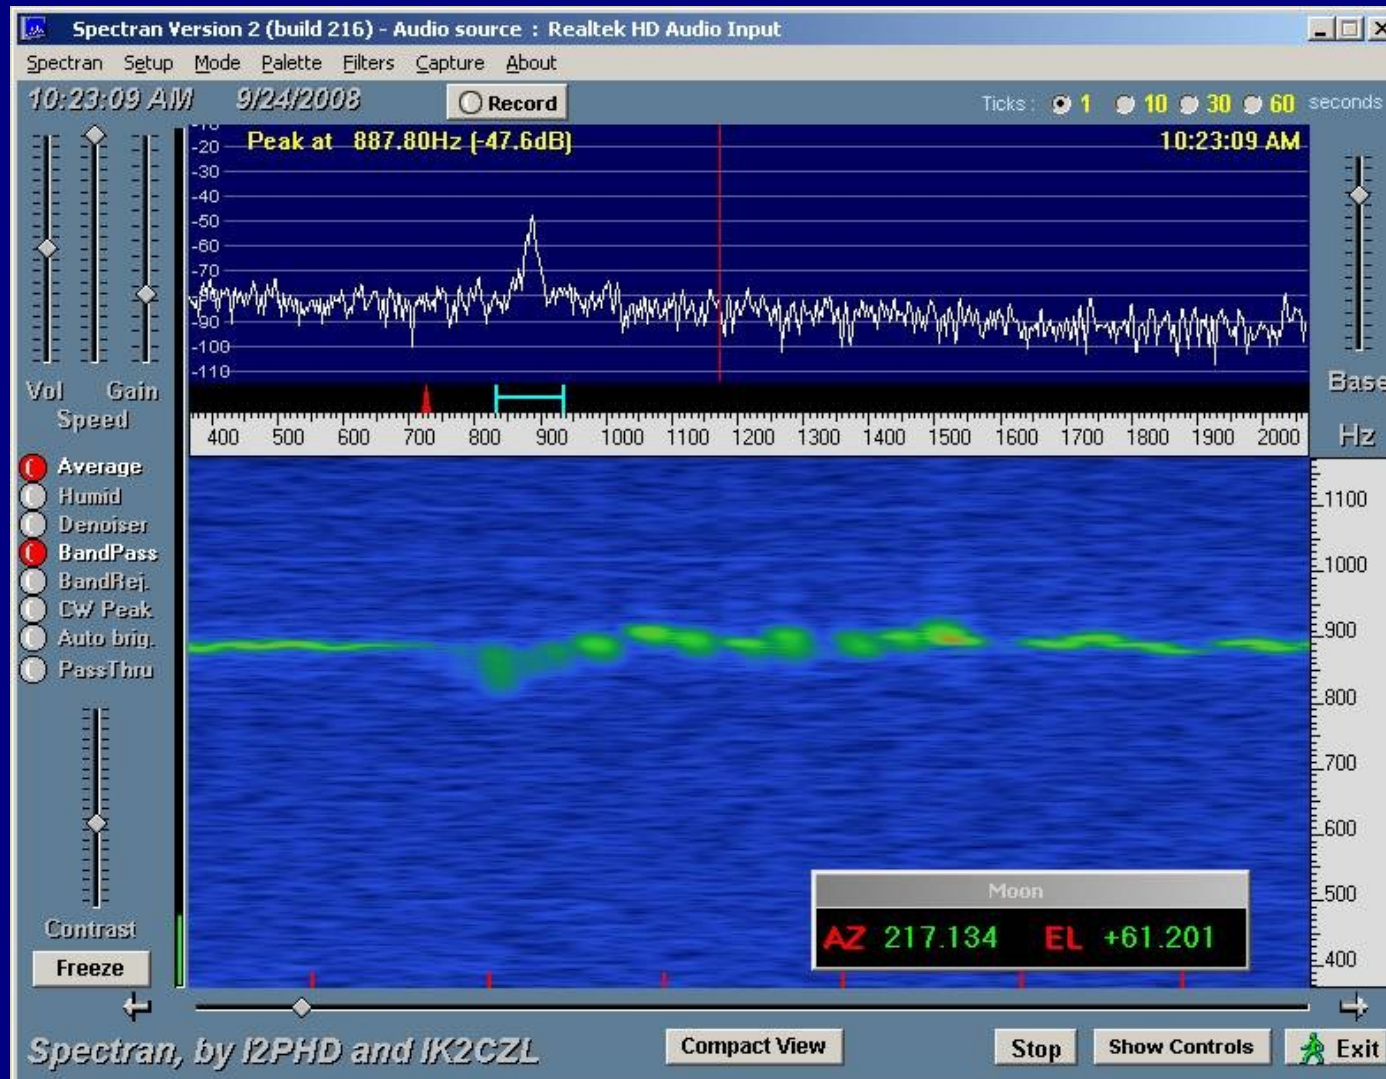 Spectran Version 2 (build 216) - Audio source : Realtek HD Audio Input
Spectran Setup Mode Palette Filters Capture About
10:23:09 AM 9/24/2008 Record Ticks : 1 10 30 60 seconds
-10
-20 Peak at 887.80Hz (-47.6dB) 10:23:09 AM
-30
-40
-50
-60
-70
-80
-90
-100
-110
Vol Gain
Speed
Base
400 500 600 700 800 900 1000 1100 1200 1300 1400 1500 1600 1700 1800 1900 2000 Hz
Average
Humid
Denoiser
BandPass
BandRej.
CW Peak
Auto brig.
PassThru
Contrast
Freeze
1100
1000
900
800
700
600
500
400
Moon
AZ 217.134 EL +61.201
Spectran, by I2PHD and IK2CZL Compact View Stop Show Controls Exit